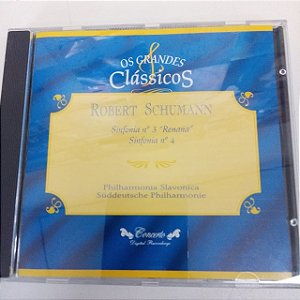 OS GRANDES
CLÁSSICOS
ROBERT SCHUMANN
Sinfonia nº 3 "Renana"
Sinfonia nº 4
Philharmonia Slavonica
Süddeutsche Philharmonie
Concerto
Digital Recordings